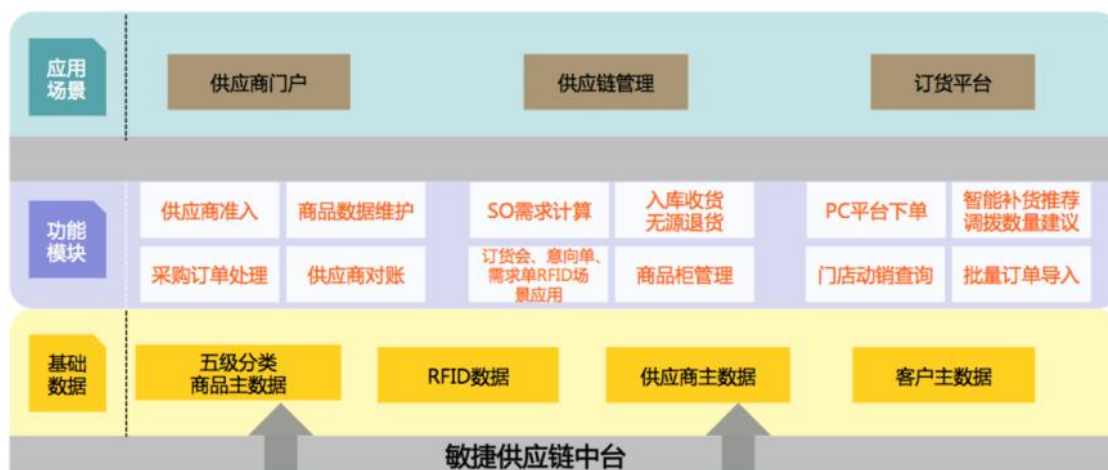 应用
场景
供应商门户
供应链管理
订货平台
功能
模块
供应商准入
商品数据维护
SO需求计算
入库收货
无源退货
PC平台下单
智能补货推荐
调拨数量建议
采购订单处理
供应商对账
订货会、意向单、
需求单RFID场
景应用
商品柜管理
门店动销查询
批量订单导入
基础
数据
五级分类
商品主数据
RFID数据
供应商主数据
客户主数据
敏捷供应链中台